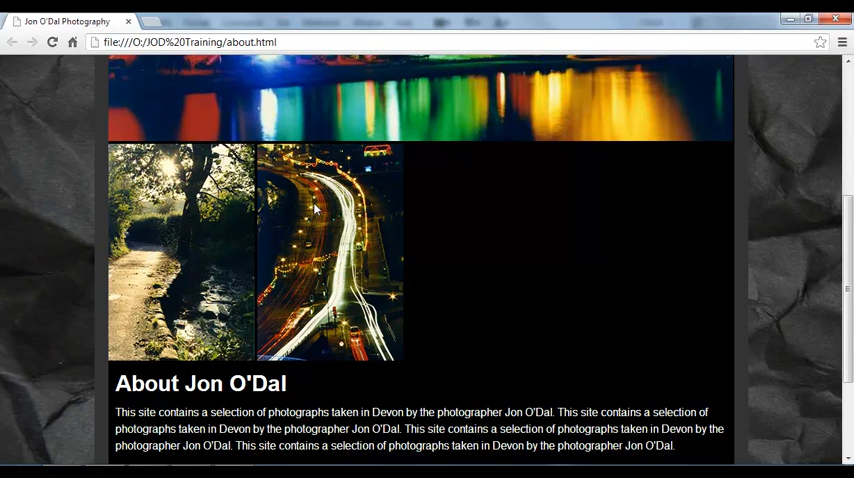 Jon O'Dal Photography
file:///O:/JOD%20Training/about.html
About Jon O'Dal
This site contains a selection of photographs taken in Devon by the photographer Jon O'Dal. This site contains a selection of
photographs taken in Devon by the photographer Jon O'Dal. This site contains a selection of photographs taken in Devon by the
photographer Jon O'Dal. This site contains a selection of photographs taken in Devon by the photographer Jon O'Dal.